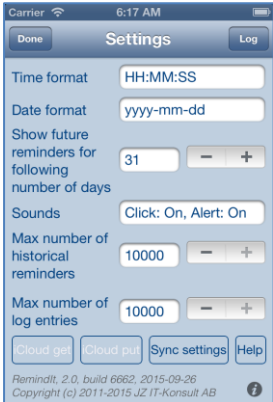 Carrier 6:17 AM
Done Settings Log
Time format HH:MM:SS
Date format yyyy-mm-dd
Show future
reminders for
following
number of days
31 − +
Sounds Click: On, Alert: On
Max number of
historical
reminders
10000 − +
Max number of
log entries
10000 − +
iCloud get iCloud put Sync settings Help
RemindIt, 2.0, build 6662, 2015-09-26
Copyright (c) 2011-2015 JZ IT-Konsult AB